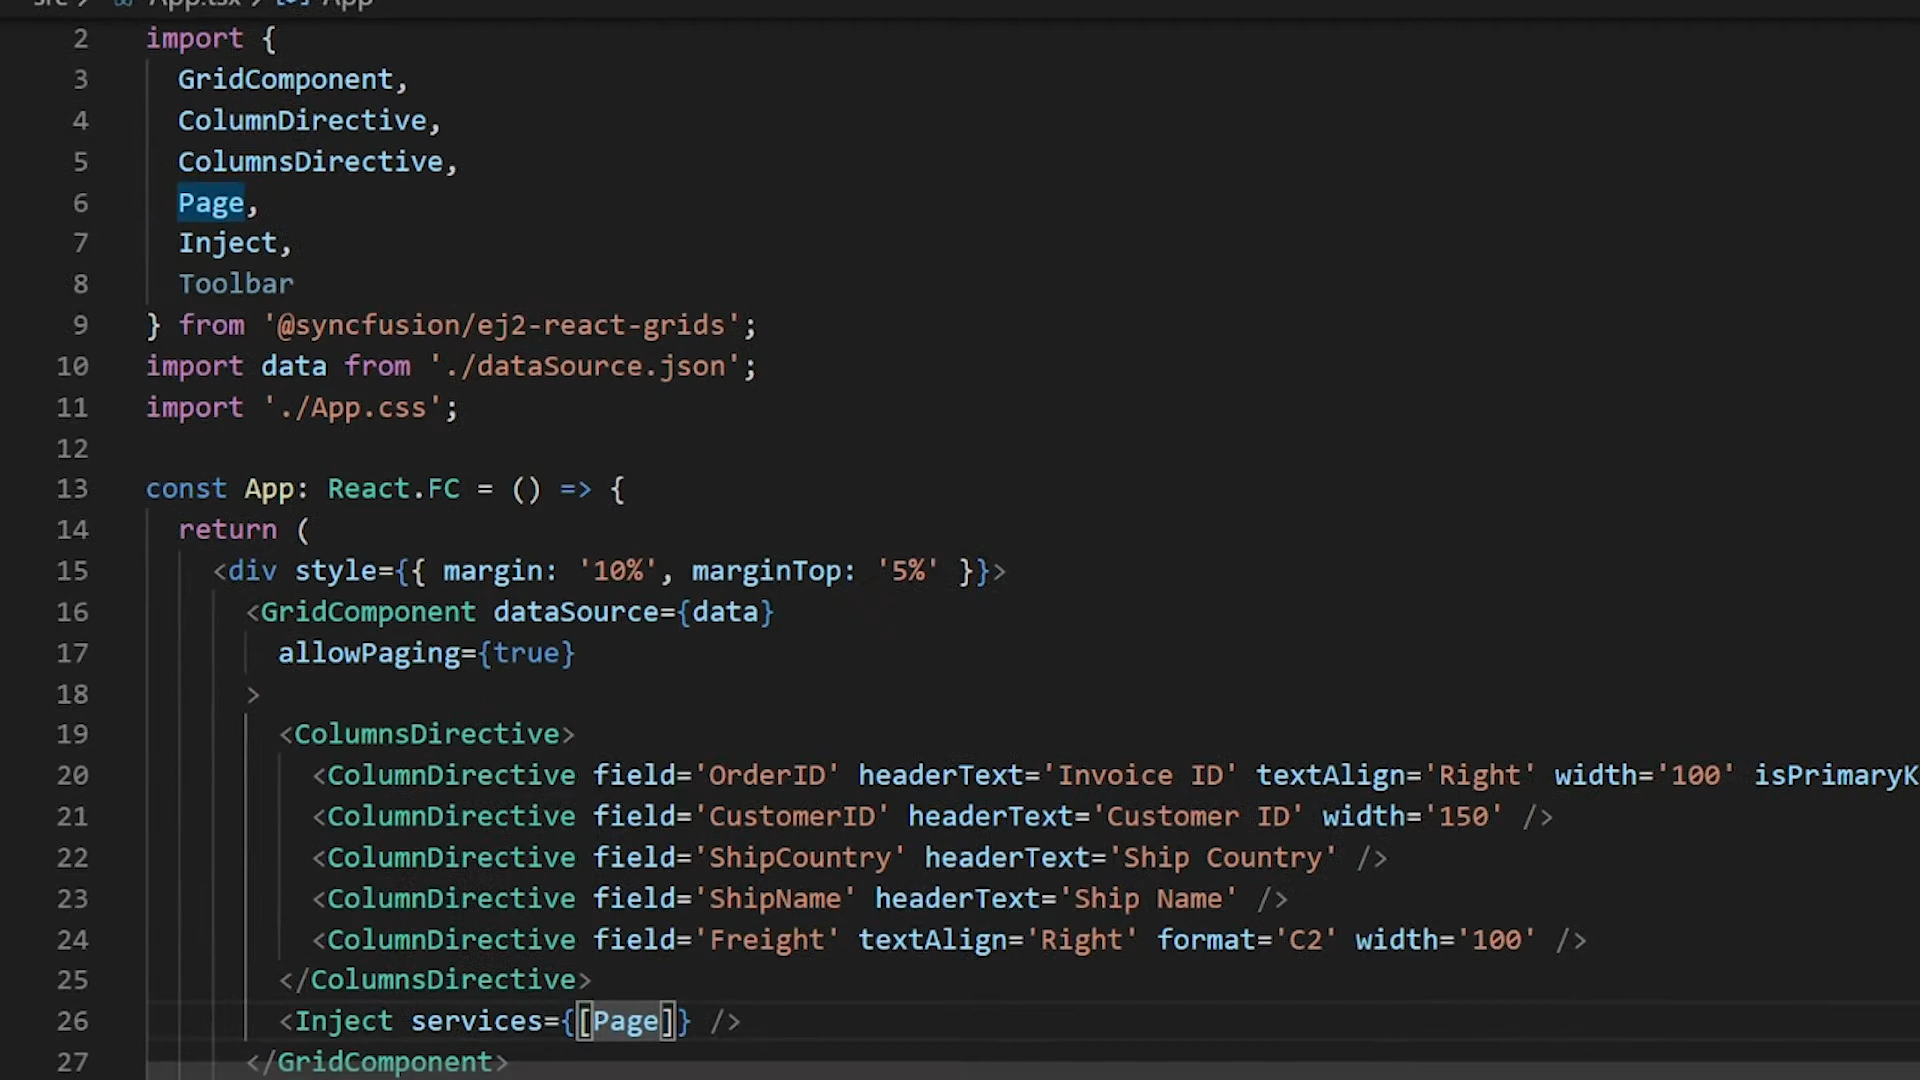 src > App.tsx > App
2 import {
3 GridComponent,
4 ColumnDirective,
5 ColumnsDirective,
6 Page,
7 Inject,
8 Toolbar
9 } from '@syncfusion/ej2-react-grids';
10 import data from './dataSource.json';
11 import './App.css';
12
13 const App: React.FC = () => {
14 return (
15 <div style={{ margin: '10%', marginTop: '5%' }}>
16 <GridComponent dataSource={data}
17 allowPaging={true}
18 >
19 <ColumnsDirective>
20 <ColumnDirective field='OrderID' headerText='Invoice ID' textAlign='Right' width='100' isPrimaryK
21 <ColumnDirective field='CustomerID' headerText='Customer ID' width='150' />
22 <ColumnDirective field='ShipCountry' headerText='Ship Country' />
23 <ColumnDirective field='ShipName' headerText='Ship Name' />
24 <ColumnDirective field='Freight' textAlign='Right' format='C2' width='100' />
25 </ColumnsDirective>
26 <Inject services={[Page]} />
27 </GridComponent>